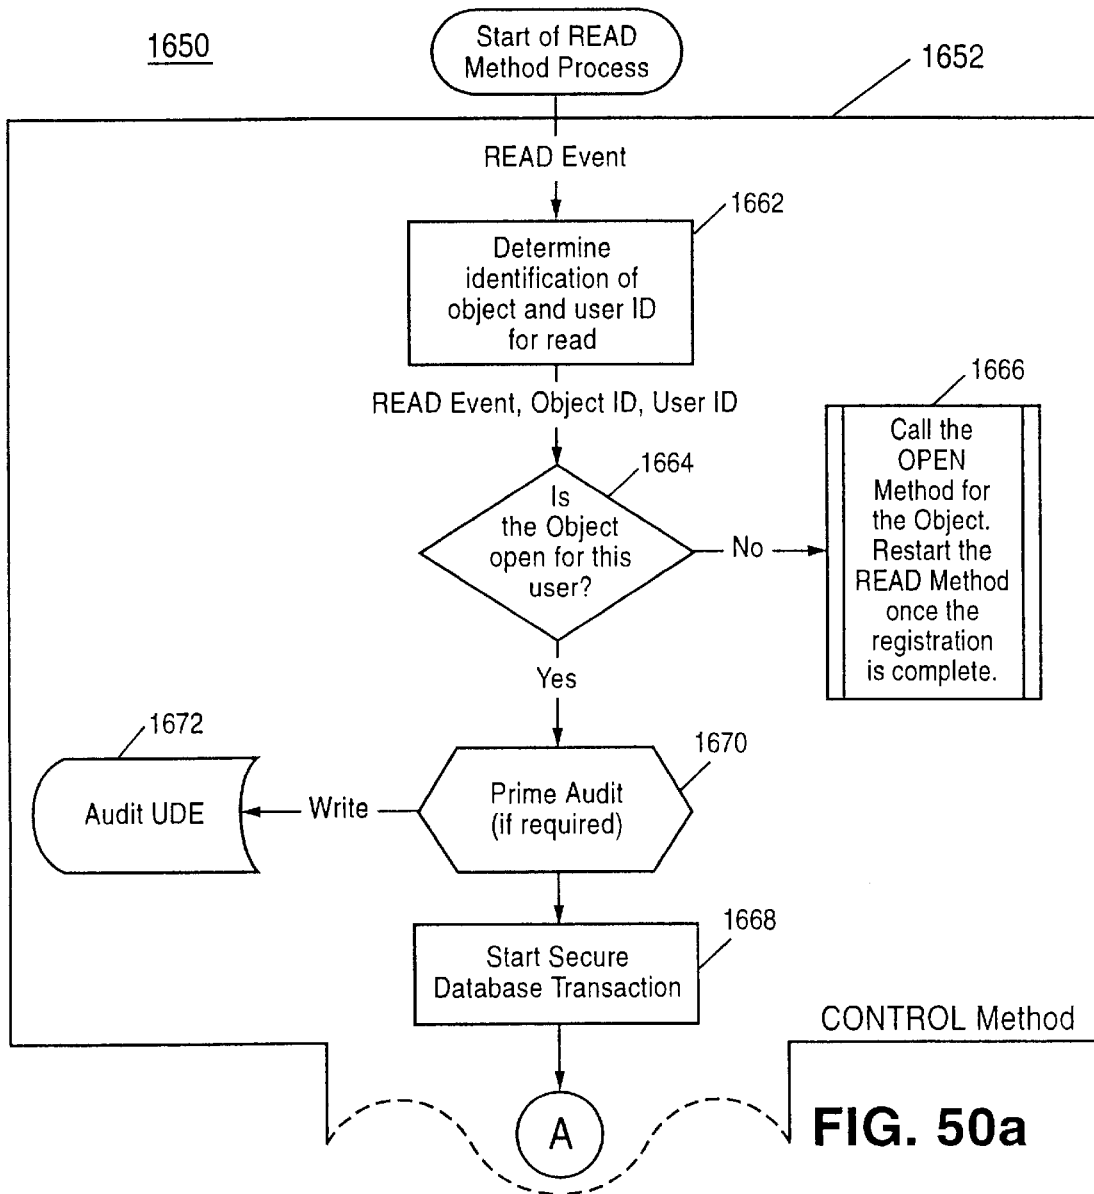 1650
Start of READ
Method Process
1652
READ Event
1662
Determine
identification of
object and user ID
for read
READ Event, Object ID, User ID
1666
Call the
OPEN
Method for
the Object.
Restart the
READ Method
once the
registration
is complete.
1664
Is
the Object
open for this
user?
No
Yes
1672
Audit UDE
Write
1670
Prime Audit
(if required)
1668
Start Secure
Database Transaction
CONTROL Method
A
FIG. 50a